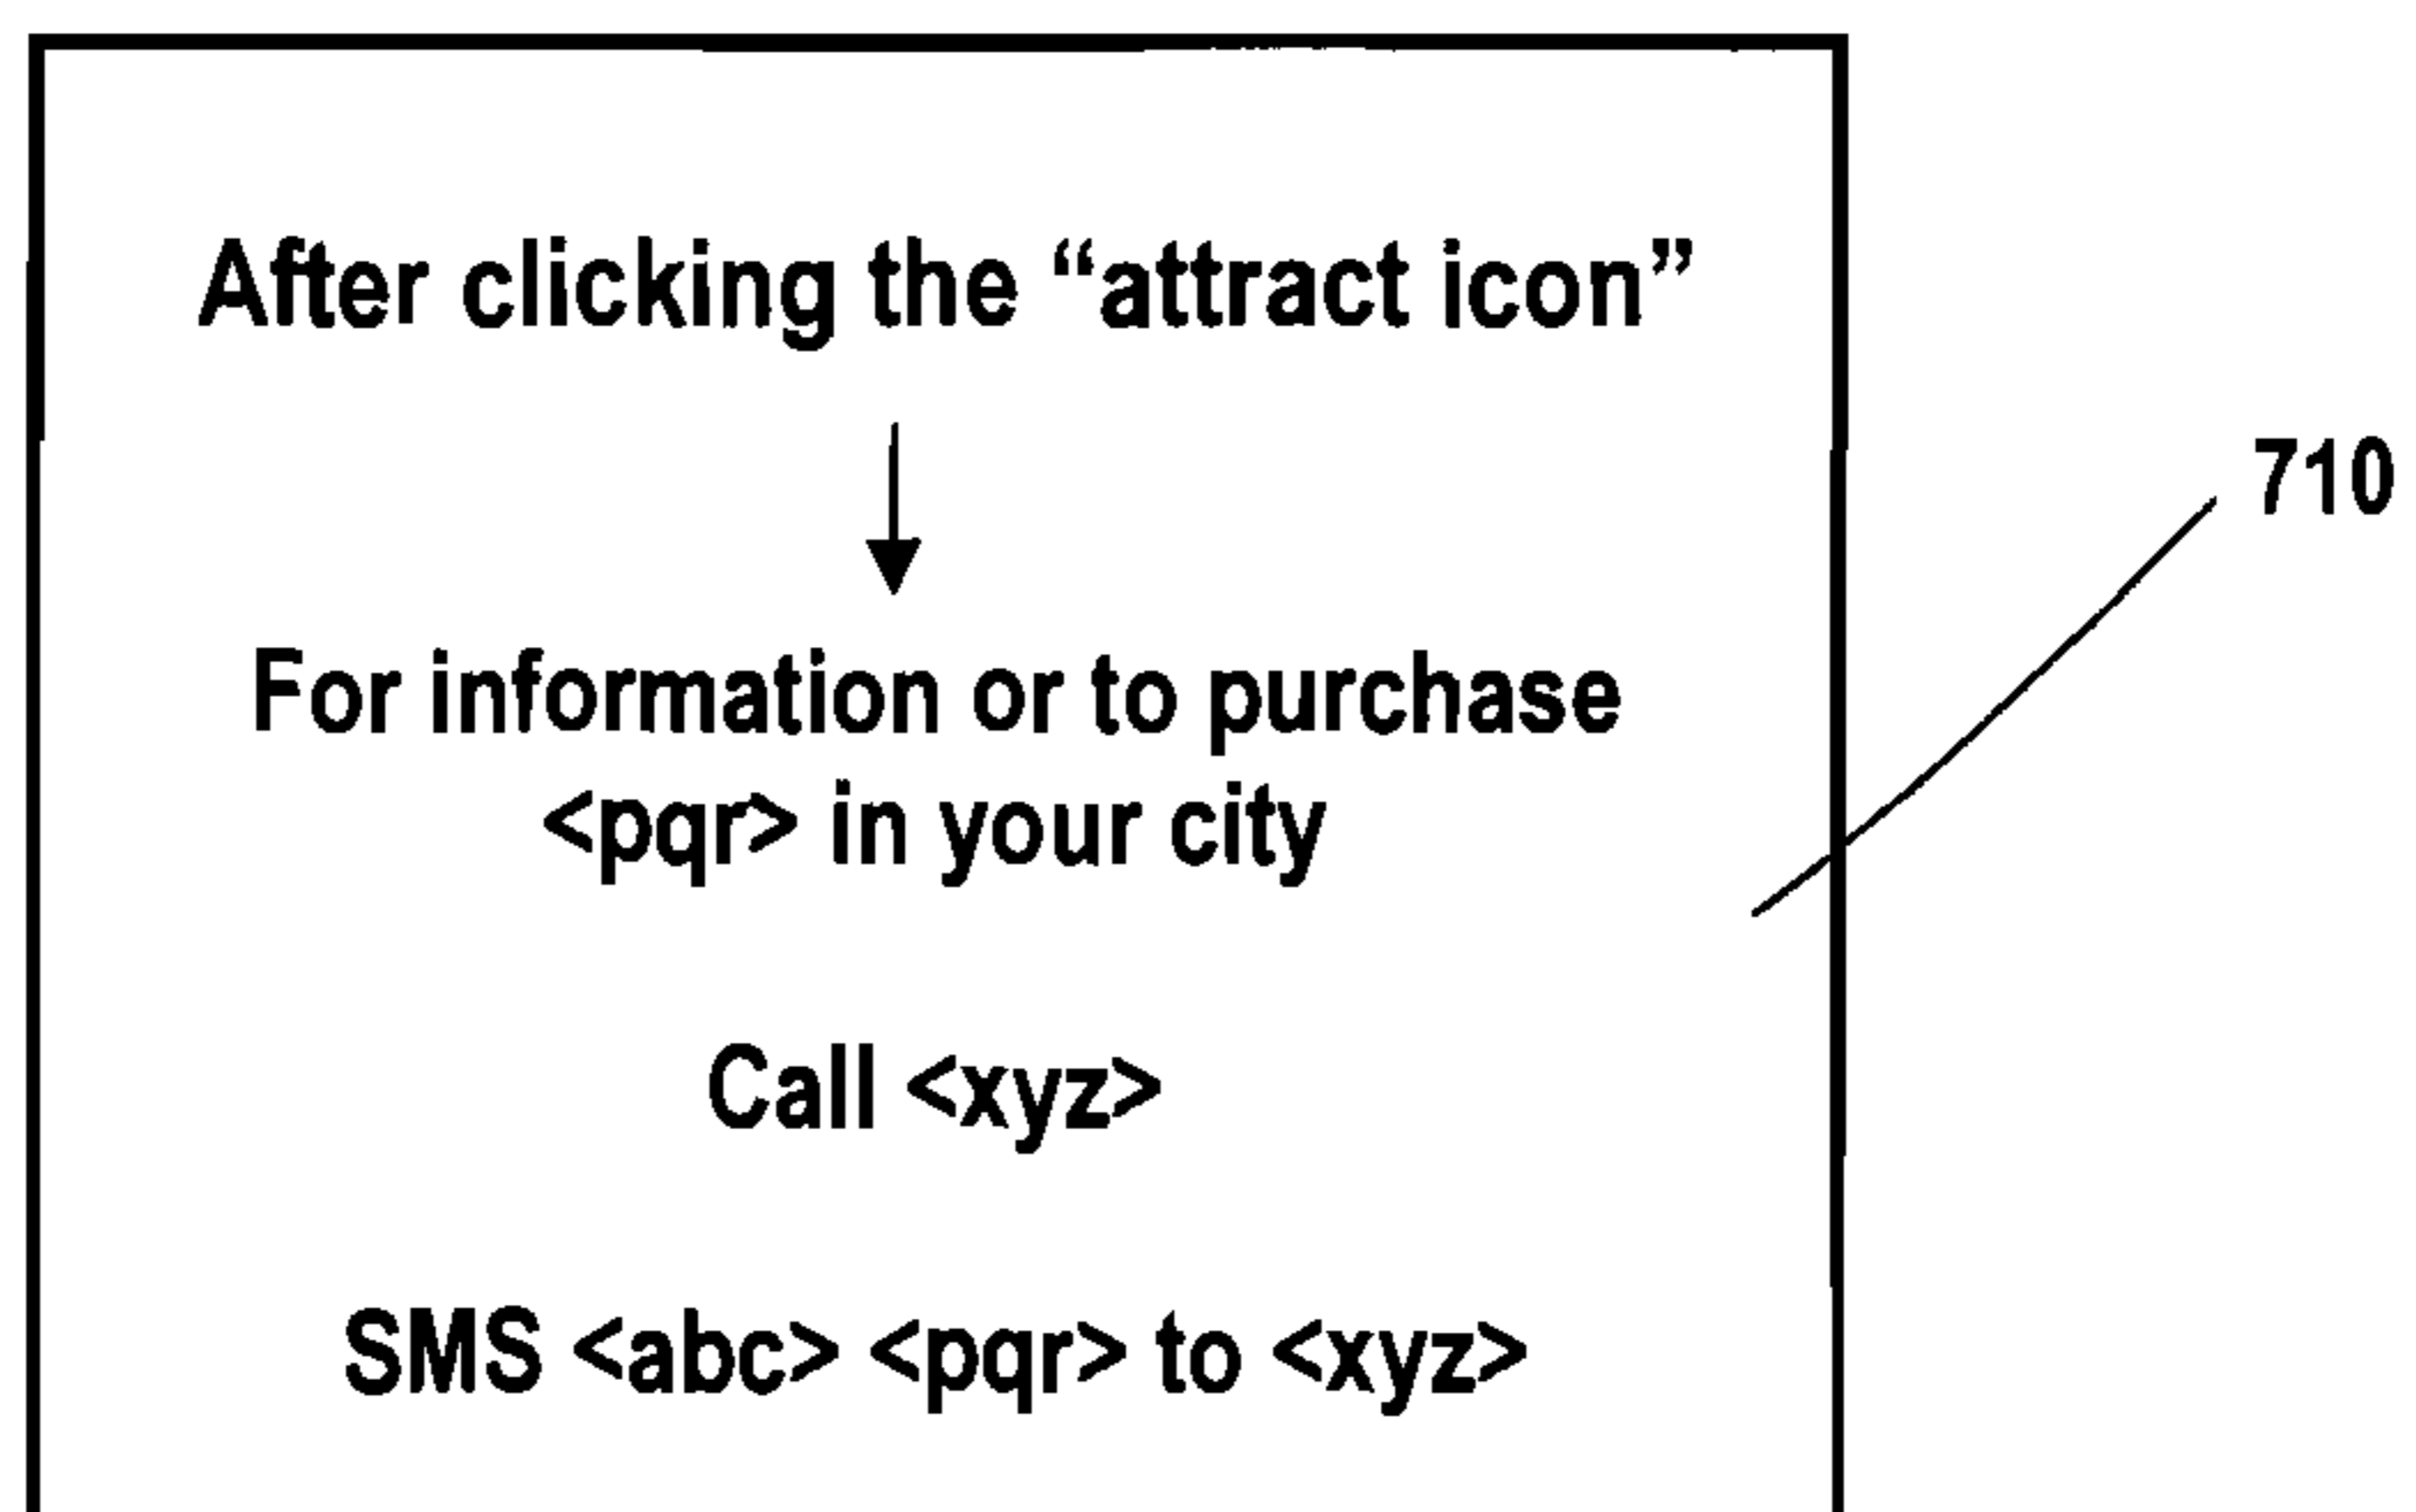 After clicking the “attract icon”
710
For information or to purchase
<pqr> in your city
Call <xyz>
SMS <abc> <pqr> to <xyz>